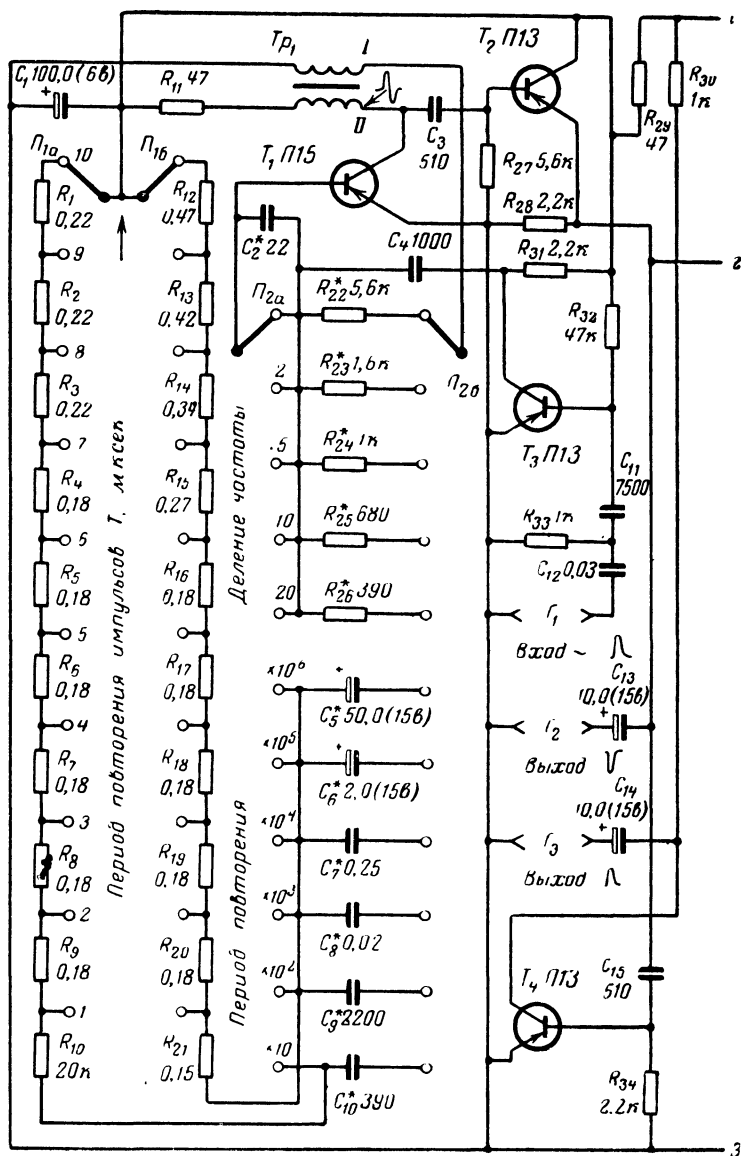 1
2
3
C₁ 100,0 (6в)
+
R₁₁ 47
Тр₁
I
II
C₃
510
T₂ П13
R₂₉
47
R₃₀
1к
П₁ₐ
10
П₁б
T₁ П15
R₂₇ 5,6к
R₂₈ 2,2к
C₂* 22
C₄ 1000
R₃₁ 2,2к
R₃₂
47к
R₁
0,22
9
R₂
0,22
8
R₃
0,22
7
R₄
0,18
6
R₅
0,18
5
R₆
0,18
4
R₇
0,18
3
R₈
0,18
2
R₉
0,18
1
R₁₀
20к
Период повторения импульсов T, мксек
R₁₂
0,47
R₁₃
0,42
R₁₄
R₁₅
0,27
R₁₆
0,18
R₁₇
0,18
R₁₈
0,18
R₁₉
0,18
R₂₀
0,18
R₂₁
0,15
Деление частоты
П₂ₐ
R₂₂* 5,6к
П₂б
2
R₂₃* 1,6к
5
R₂₄* 1к
10
R₂₅* 680
20
R₂₆* 390
Период повторения
×10⁶
+
C₅* 50,0 (15в)
×10⁵
+
C₆* 2,0 (15в)
×10⁴
C₇* 0,25
×10³
C₈* 0,02
×10²
C₉* 2200
×10
C₁₀* 390
T₃ П13
C₁₁
7500
R₃₃ 1к
C₁₂ 0,03
Г₁
Вход ~
C₁₃
10,0 (15в)
+
Г₂
Выход
C₁₄
10,0 (15в)
+
Г₃
Выход
T₄ П13
C₁₅
510
R₃₄
2,2к